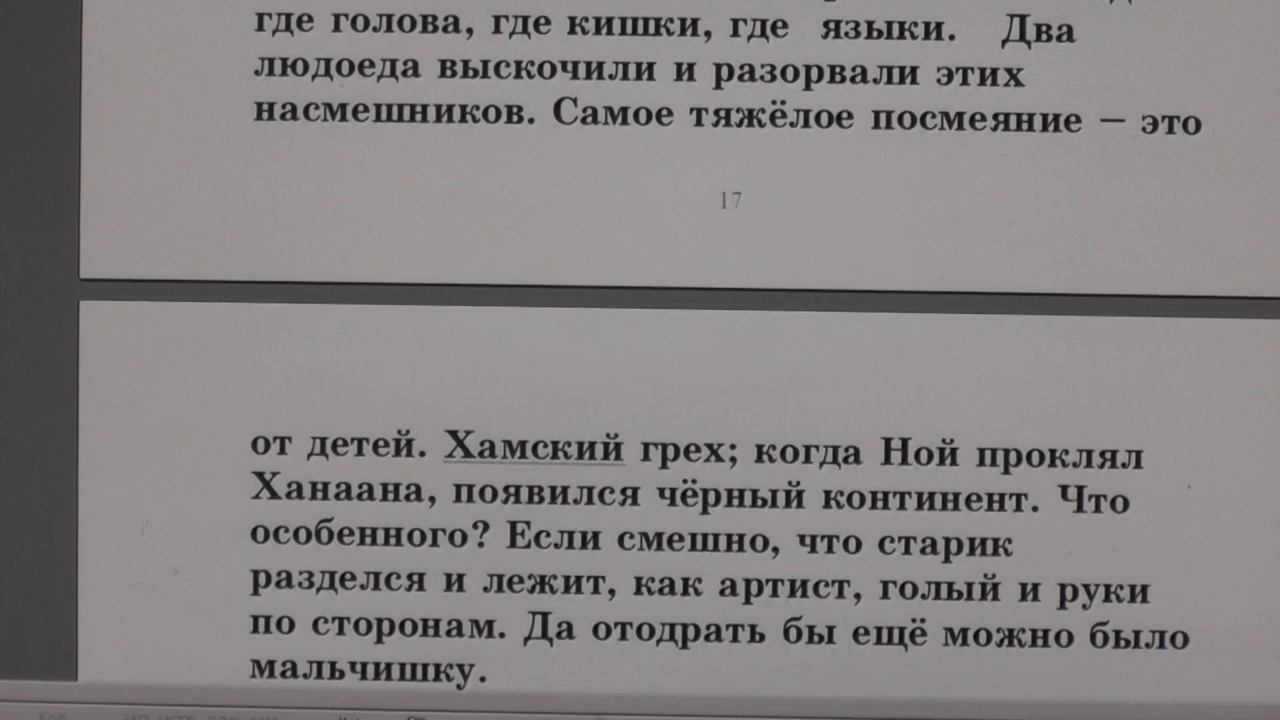 где голова, где кишки, где языки. Два
людоеда выскочили и разорвали этих
насмешников. Самое тяжёлое посмеяние – это
17
от детей. Хамский грех; когда Ной проклял
Ханаана, появился чёрный континент. Что
особенного? Если смешно, что старик
разделся и лежит, как артист, голый и руки
по сторонам. Да отодрать бы ещё можно было
мальчишку.